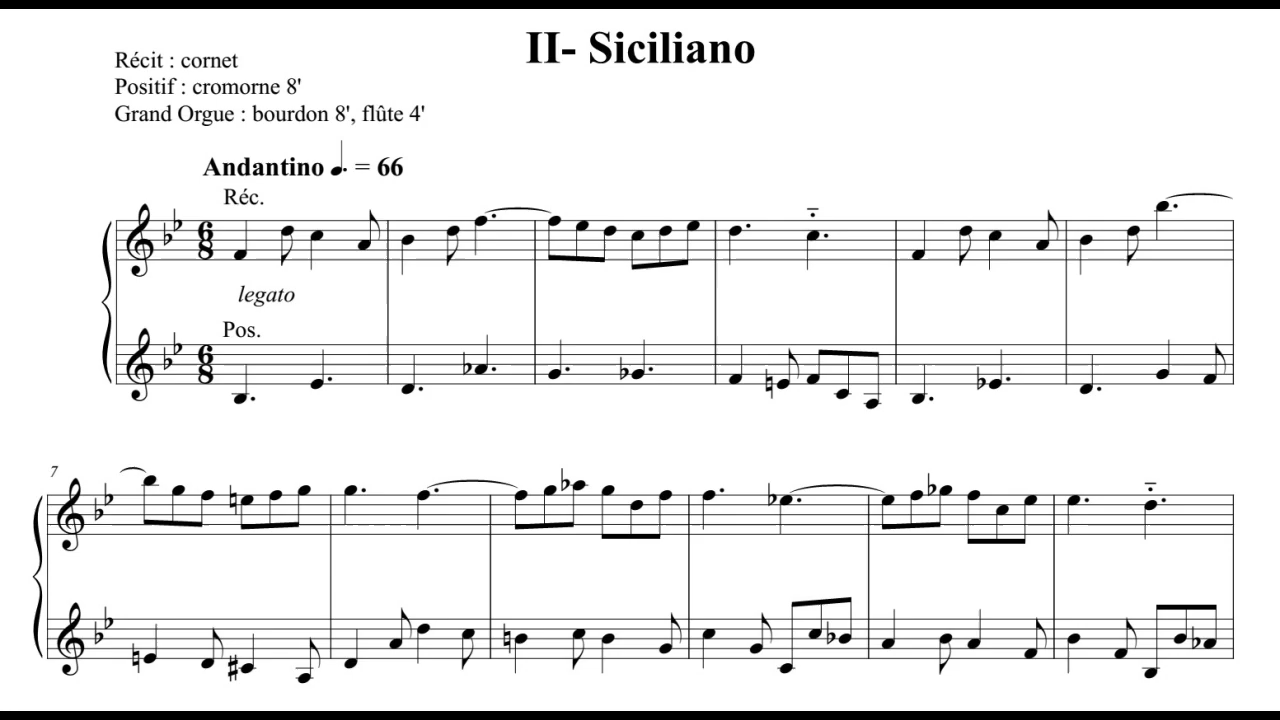 II- Siciliano
Récit : cornet
Positif : cromorne 8'
Grand Orgue : bourdon 8', flûte 4'
Andantino ♩. = 66
Réc.
6
8
legato
Pos.
6
8
7